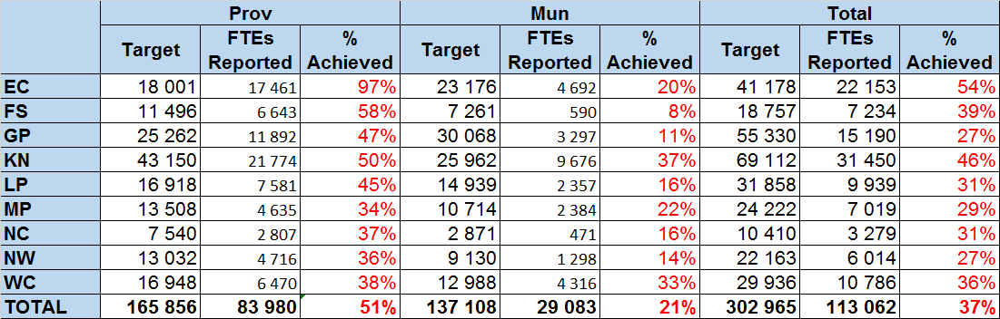 Prov Mun Total
Target FTEs Reported % Achieved Target FTEs Reported % Achieved Target FTEs Reported % Achieved
EC 18 001 17 461 97% 23 176 4 692 20% 41 178 22 153 54%
FS 11 496 6 643 58% 7 261 590 8% 18 757 7 234 39%
GP 25 262 11 892 47% 30 068 3 297 11% 55 330 15 190 27%
KN 43 150 21 774 50% 25 962 9 676 37% 69 112 31 450 46%
LP 16 918 7 581 45% 14 939 2 357 16% 31 858 9 939 31%
MP 13 508 4 635 34% 10 714 2 384 22% 24 222 7 019 29%
NC 7 540 2 807 37% 2 871 471 16% 10 410 3 279 31%
NW 13 032 4 716 36% 9 130 1 298 14% 22 163 6 014 27%
WC 16 948 6 470 38% 12 988 4 316 33% 29 936 10 786 36%
TOTAL 165 856 83 980 51% 137 108 29 083 21% 302 965 113 062 37%